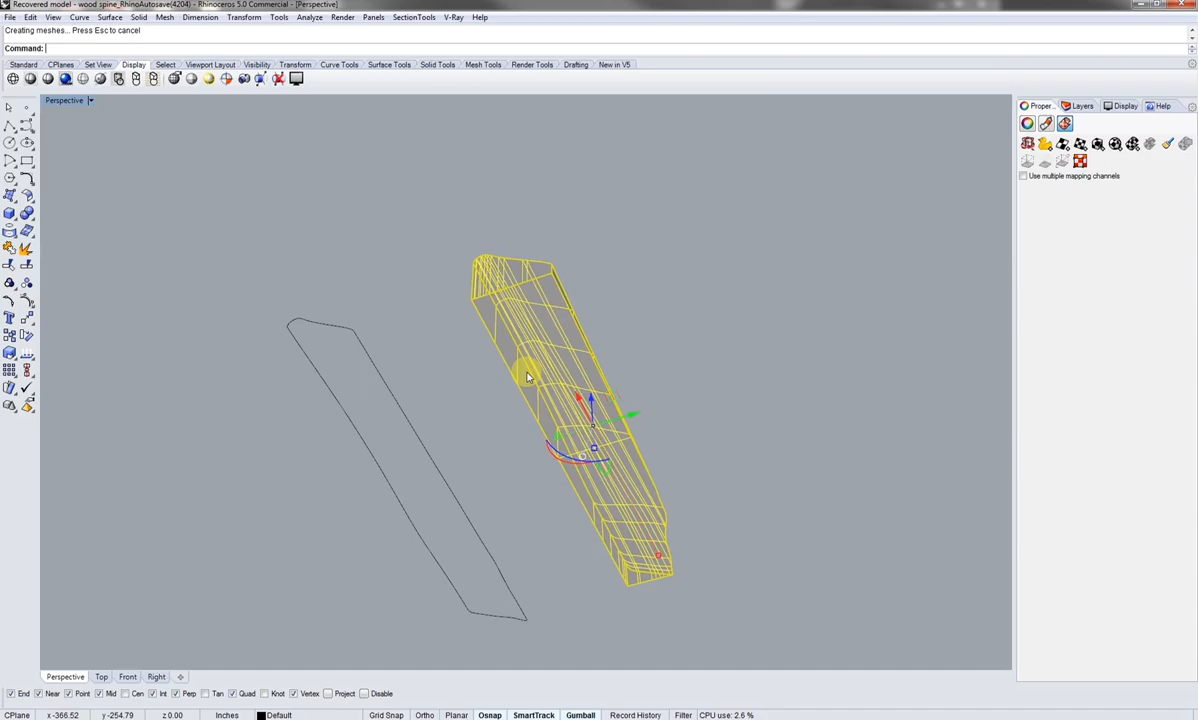 Recovered model - wood spine_RhinoAutosave(4204) - Rhinoceros 5.0 Commercial - [Perspective]
File Edit View Curve Surface Solid Mesh Dimension Transform Tools Analyze Render Panels SectionTools V-Ray Help
Creating meshes... Press Esc to cancel
Command:
Standard CPlanes Set View Display Select Viewport Layout Visibility Transform Curve Tools Surface Tools Solid Tools Mesh Tools Render Tools Drafting New in V5
Perspective
Proper... Layers Display Help
Use multiple mapping channels
Perspective Top Front Right
End Near Point Mid Cen Int Perp Tan Quad Knot Vertex Project Disable
CPlane x -366.52 y -254.79 z 0.00 Inches Default Grid Snap Ortho Planar Osnap SmartTrack Gumball Record History Filter CPU use: 2.6 %